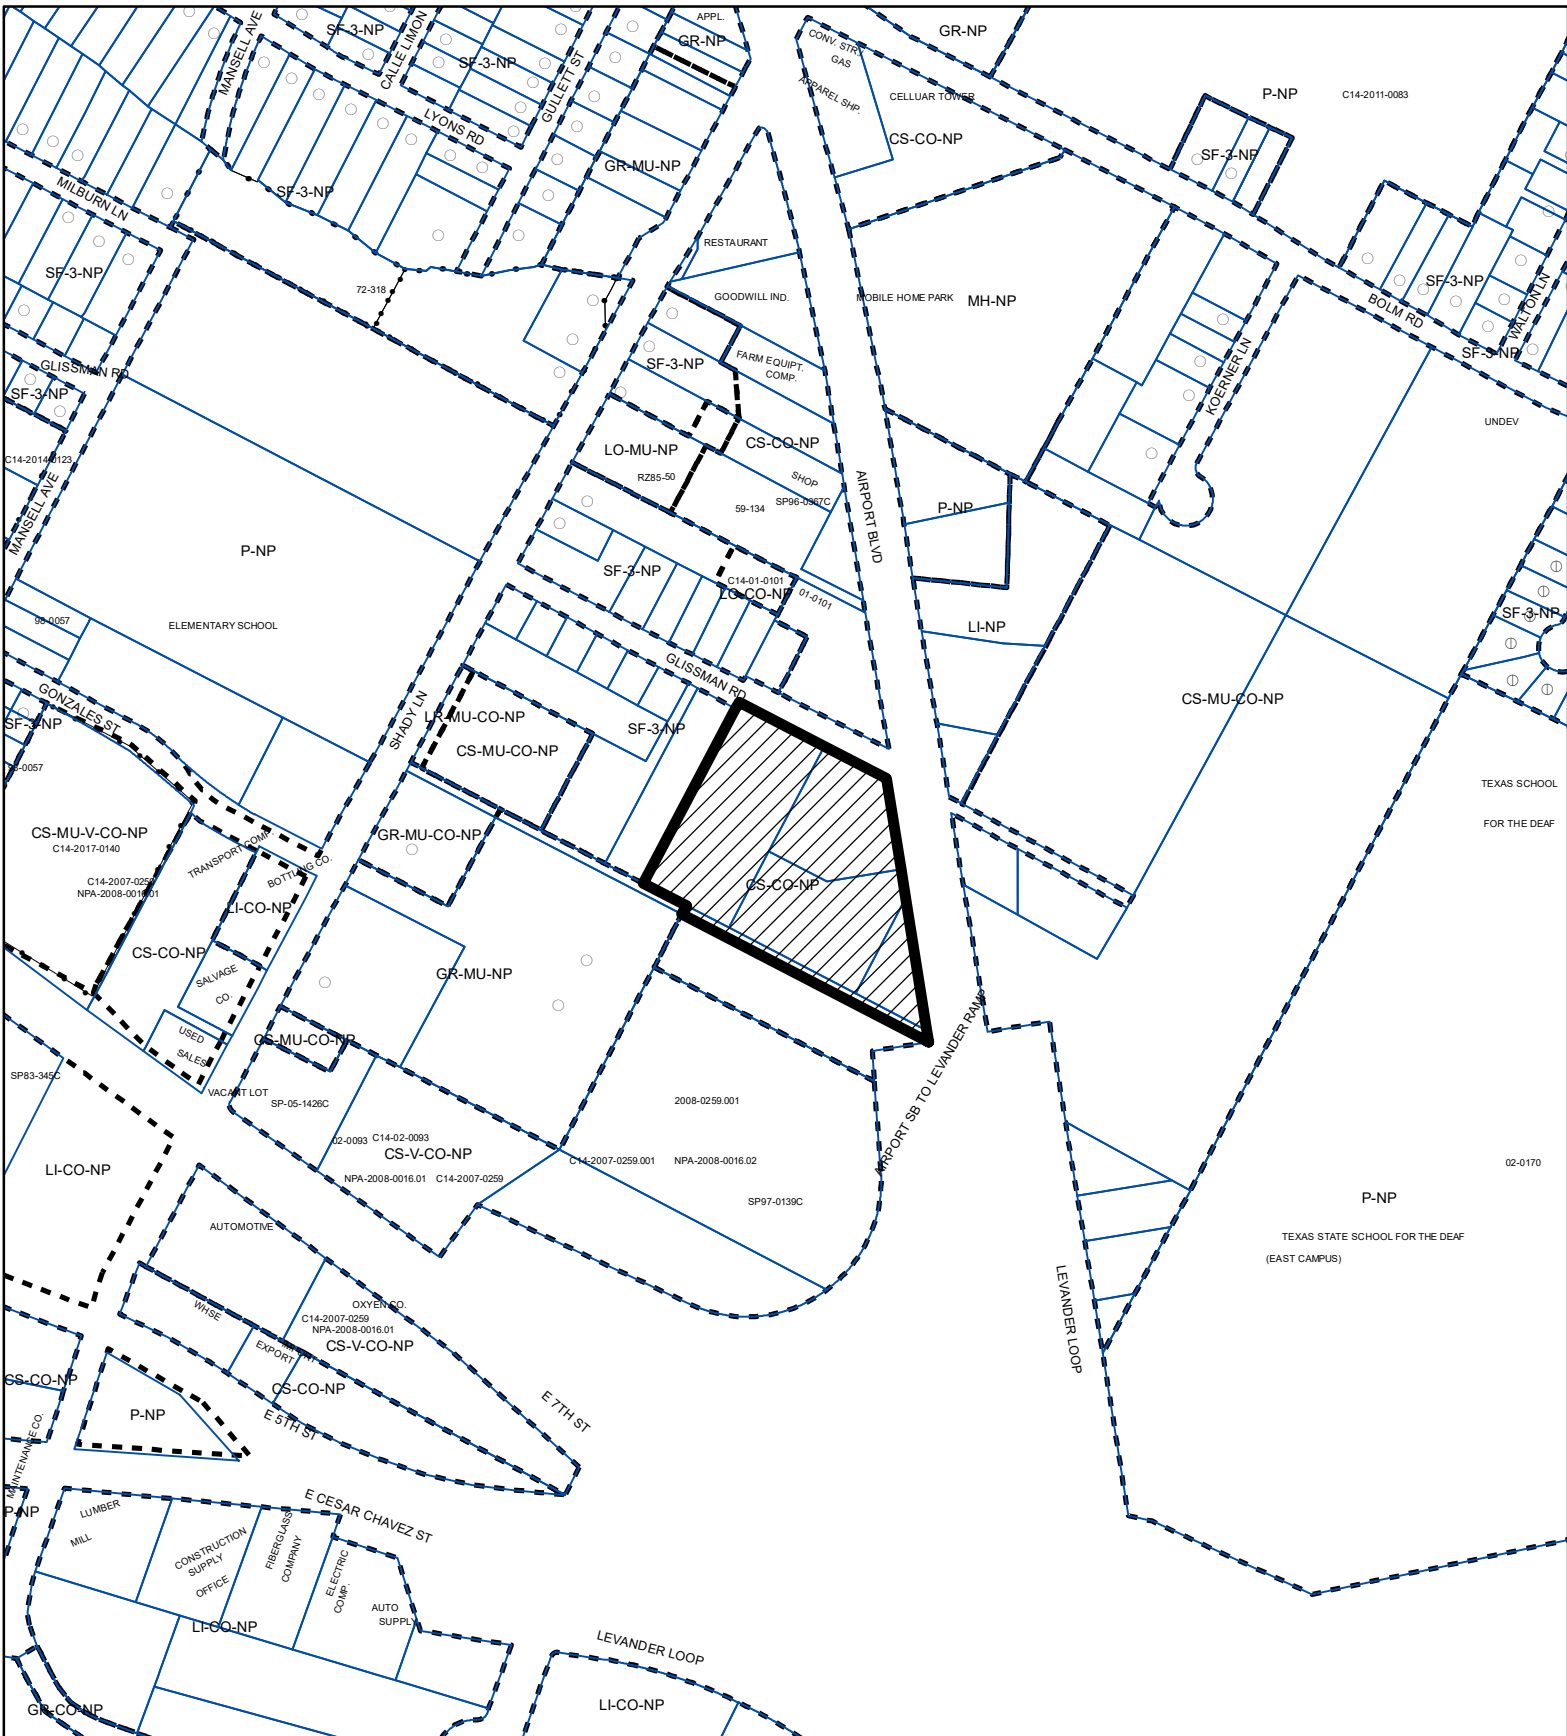 APPL.
GR-NP
GR-NP
MANSELL AVE
SF-3-NP
CALLE LIMON
SF-3-NP
GULLETT ST
LYONS RD
CONV. STR.
GAS
APPAREL SHP.
CELLUAR TOWER
CS-CO-NP
P-NP
C14-2011-0083
SF-3-NP
GR-MU-NP
SF-3-NP
MILBURN LN
SF-3-NP
RESTAURANT
72-318
GOODWILL IND.
MOBILE HOME PARK
MH-NP
SF-3-NP
BOLM RD
WALTON LN
SF-3-NP
GLISSMAN RD
SF-3-NP
SF-3-NP
FARM EQUIPT.
COMP.
KOERNER LN
UNDEV
C14-2014-0123
LO-MU-NP
RZ85-50
CS-CO-NP
SHOP
SP96-0367C
59-134
AIRPORT BLVD
P-NP
MANSELL AVE
P-NP
SF-3-NP
C14-01-0101
LO-CO-NP
01-0101
98-0057
ELEMENTARY SCHOOL
LI-NP
SF-3-NP
GLISSMAN RD
GONZALES ST
SF-3-NP
SHADY LN
LR-MU-CO-NP
CS-MU-CO-NP
SF-3-NP
CS-MU-CO-NP
98-0057
TEXAS SCHOOL
FOR THE DEAF
CS-MU-V-CO-NP
C14-2017-0140
TRANSPORT COMP.
BOTTLING CO.
GR-MU-CO-NP
C14-2007-0259
NPA-2008-0016.01
LI-CO-NP
CS-CO-NP
CS-CO-NP
SALVAGE
CO.
GR-MU-NP
USED
SALES
CS-MU-CO-NP
AIRPORT SB TO LEVANDER RAMP
SP83-345C
VACANT LOT
SP-05-1426C
2008-0259.001
02-0093
C14-02-0093
CS-V-CO-NP
NPA-2008-0016.01
C14-2007-0259
C14-2007-0259.001
NPA-2008-0016.02
SP97-0139C
LI-CO-NP
02-0170
P-NP
TEXAS STATE SCHOOL FOR THE DEAF
(EAST CAMPUS)
AUTOMOTIVE
LEVANDER LOOP
WHSE
OXYEN CO.
C14-2007-0259
NPA-2008-0016.01
CS-V-CO-NP
EXPORT
CS-CO-NP
CS-CO-NP
P-NP
E 5TH ST
E 7TH ST
MAINTENANCE CO.
P-NP
LUMBER
MILL
E CESAR CHAVEZ ST
CONSTRUCTION
SUPPLY
OFFICE
FIBERGLASS
COMPANY
ELECTRIC
COMP.
AUTO
SUPPLY
LI-CO-NP
LEVANDER LOOP
LI-CO-NP
GR-CO-NP